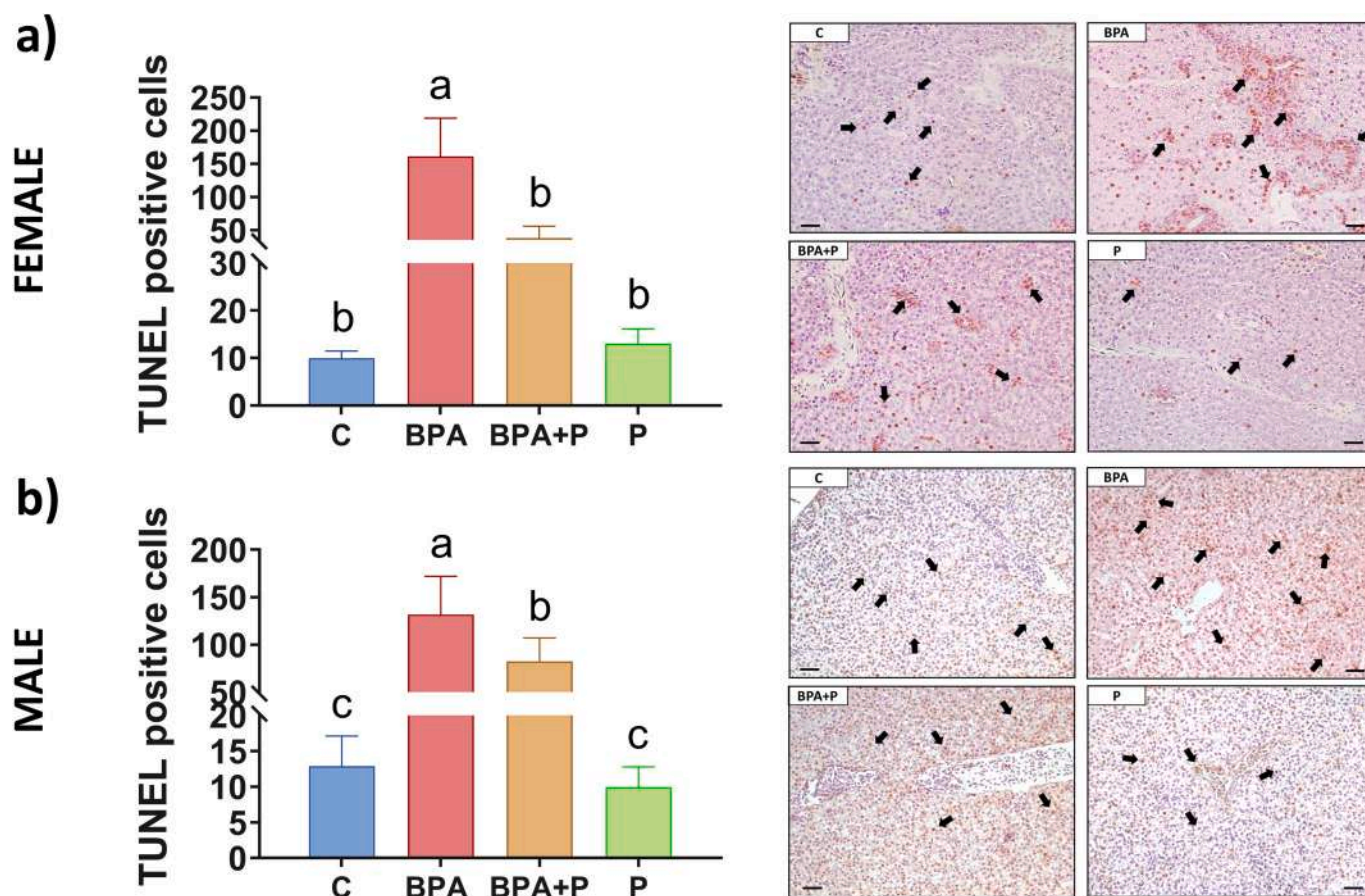 a)
FEMALE
TUNEL positive cells
250
200
150
100
50
30
20
10
0
a
b
b
b
C BPA BPA+P P
C
BPA
BPA+P
P
b)
MALE
TUNEL positive cells
200
150
100
50
20
15
10
5
0
a
b
c
c
C BPA BPA+P P
C
BPA
BPA+P
P